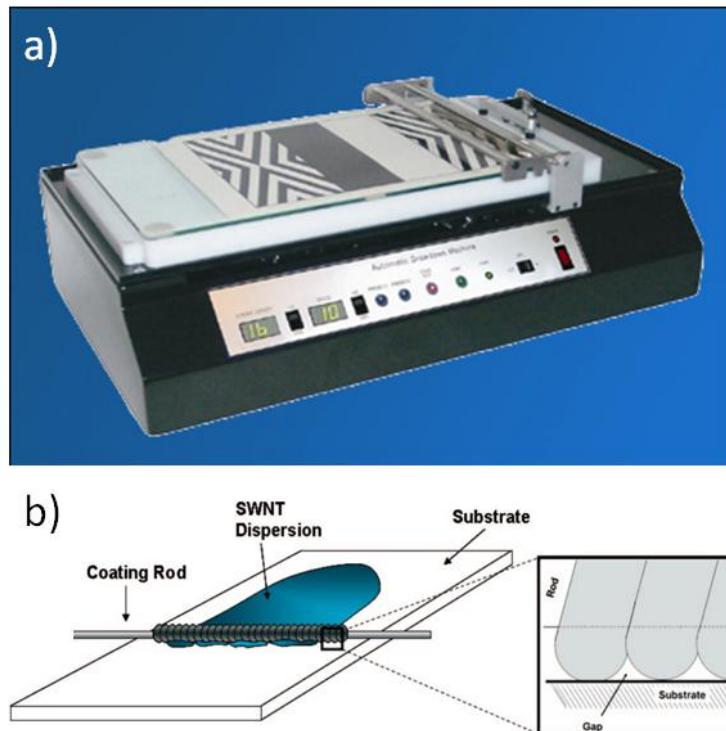 a)
Automatic Drawdown Machine
16
10
b)
SWNT
Dispersion
Substrate
Coating Rod
Rod
Substrate
Gap